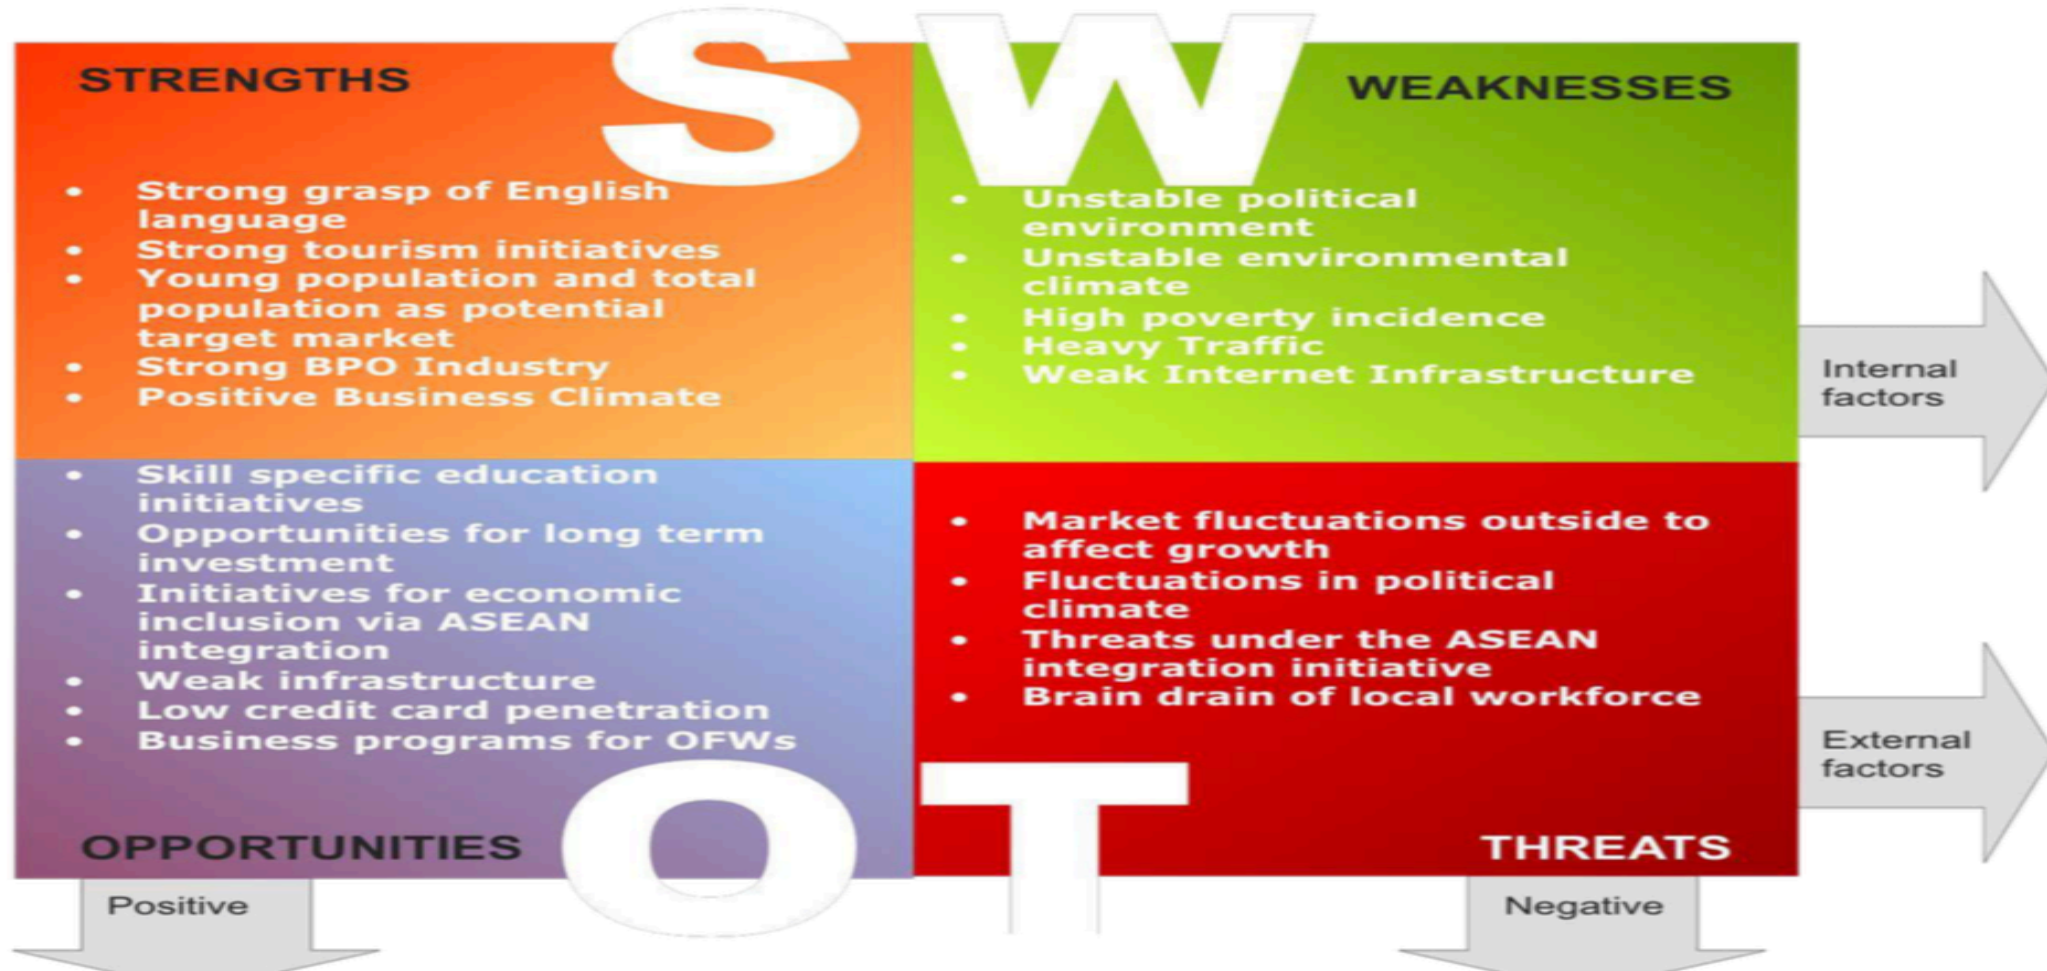 S W
STRENGTHS
• Strong grasp of English
language
• Strong tourism initiatives
• Young population and total
population as potential
target market
• Strong BPO Industry
• Positive Business Climate
WEAKNESSES
• Unstable political
environment
• Unstable environmental
climate
• High poverty incidence
• Heavy Traffic
• Weak Internet Infrastructure
Internal
factors
• Skill specific education
initiatives
• Opportunities for long term
investment
• Initiatives for economic
inclusion via ASEAN
integration
• Weak infrastructure
• Low credit card penetration
• Business programs for OFWs
OPPORTUNITIES
• Market fluctuations outside to
affect growth
• Fluctuations in political
climate
• Threats under the ASEAN
integration initiative
• Brain drain of local workforce
THREATS
O T
External
factors
Positive
Negative